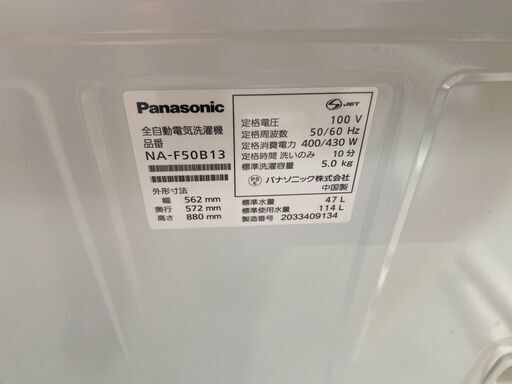 Panasonic
全自動電気洗濯機
品番
NA-F50B13
外形寸法
幅 562 mm
奥行 572 mm
高さ 880 mm
S JET
定格電圧 100 V
定格周波数 50/60 Hz
定格消費電力 400/430 W
定格時間 洗いのみ 10 分
標準洗濯容量 5.0 kg
PS E パナソニック株式会社
中国製
標準水量 47 L
標準使用水量 114 L
製造番号 2033409134